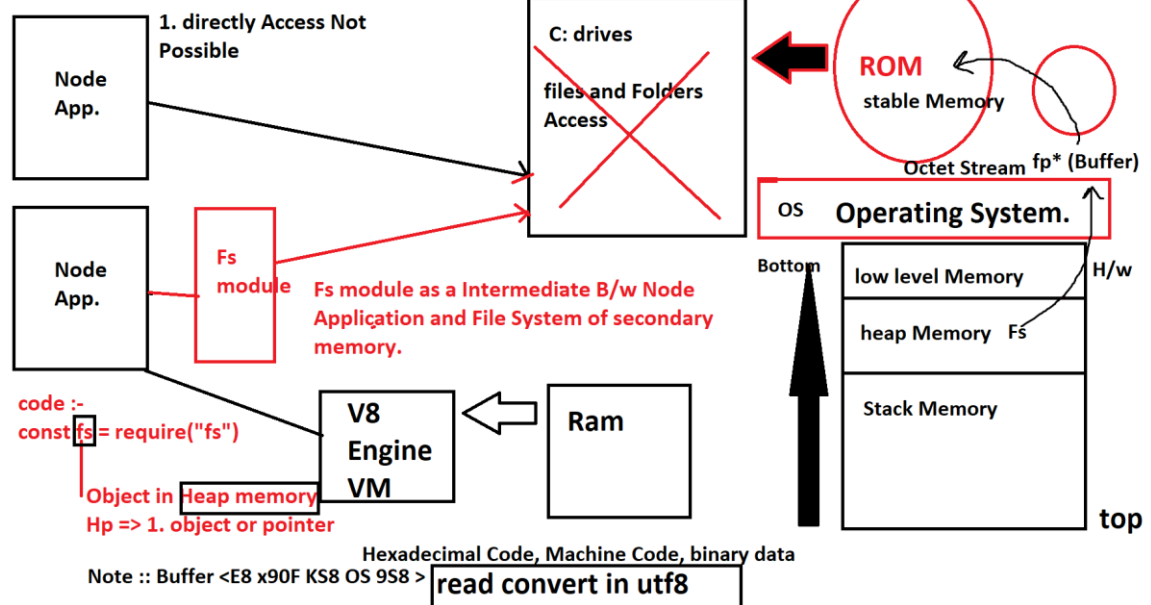 1. directly Access Not
Possible
Node
App.
C: drives
files and Folders
Access
ROM
stable Memory
Octet Stream
fp* (Buffer)
OS
Operating System.
Node
App.
Fs
module
Fs module as a Intermediate B/w Node
Application and File System of secondary
memory.
Bottom
low level Memory
H/w
heap Memory
Fs
Stack Memory
top
code :-
const fs = require("fs")
Object in Heap memory
Hp => 1. object or pointer
V8
Engine
VM
Ram
Hexadecimal Code, Machine Code, binary data
Note :: Buffer <E8 x90F KS8 OS 9S8 >
read convert in utf8